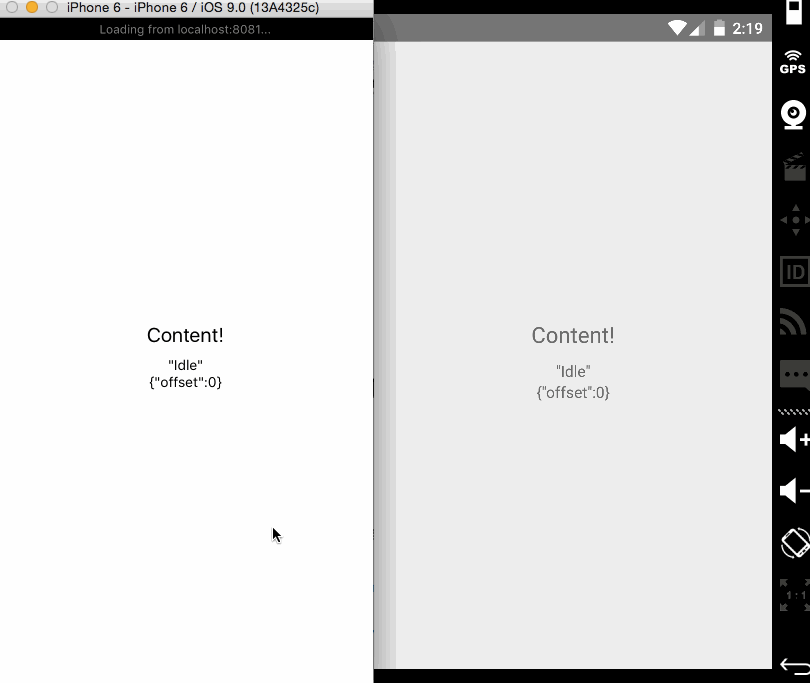 iPhone 6 - iPhone 6 / iOS 9.0 (13A4325c)
Loading from localhost:8081...
Content!
"Idle"
{"offset":0}
2:19
Content!
"Idle"
{"offset":0}
GPS
ID
1:1